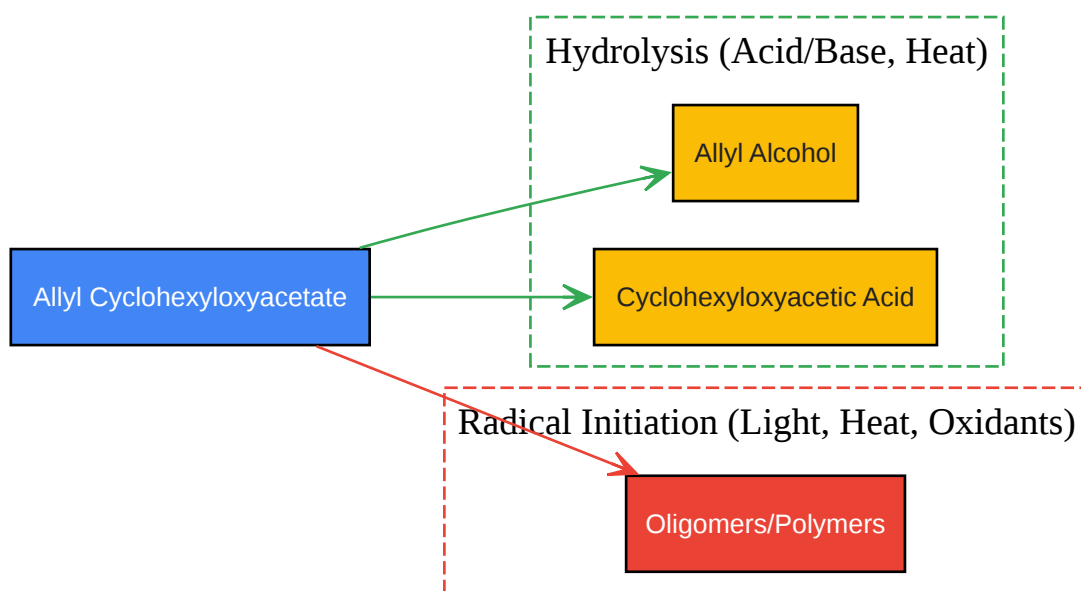 Hydrolysis (Acid/Base, Heat)
Allyl Alcohol
Allyl Cyclohexyloxyacetate
Cyclohexyloxyacetic Acid
Radical Initiation (Light, Heat, Oxidants)
Oligomers/Polymers